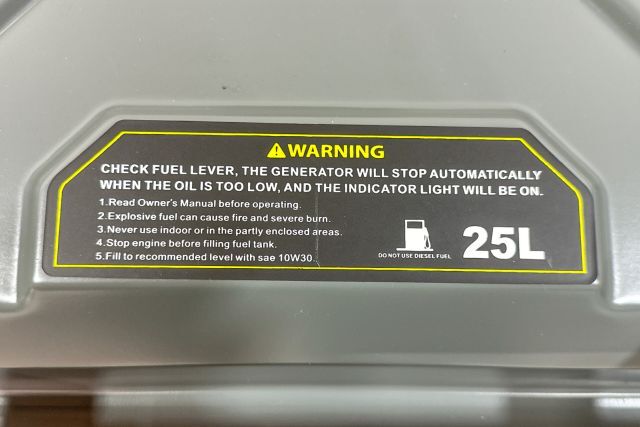 WARNING
CHECK FUEL LEVER, THE GENERATOR WILL STOP AUTOMATICALLY
WHEN THE OIL IS TOO LOW, AND THE INDICATOR LIGHT WILL BE ON.
1.Read Owner's Manual before operating.
2.Explosive fuel can cause fire and severe burn.
3.Never use indoor or in the partly enclosed areas.
4.Stop engine before filling fuel tank.
5.Fill to recommended level with sae 10W30.
DO NOT USE DIESEL FUEL
25L